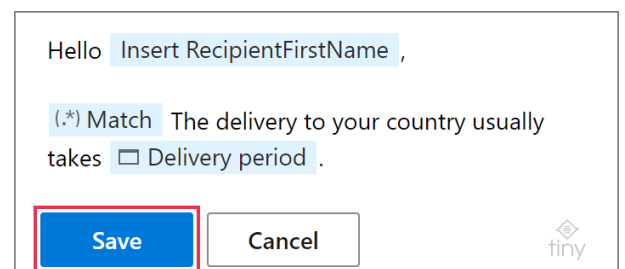 Hello Insert RecipientFirstName ,
(.*) Match The delivery to your country usually
takes Delivery period .
Save Cancel
tiny